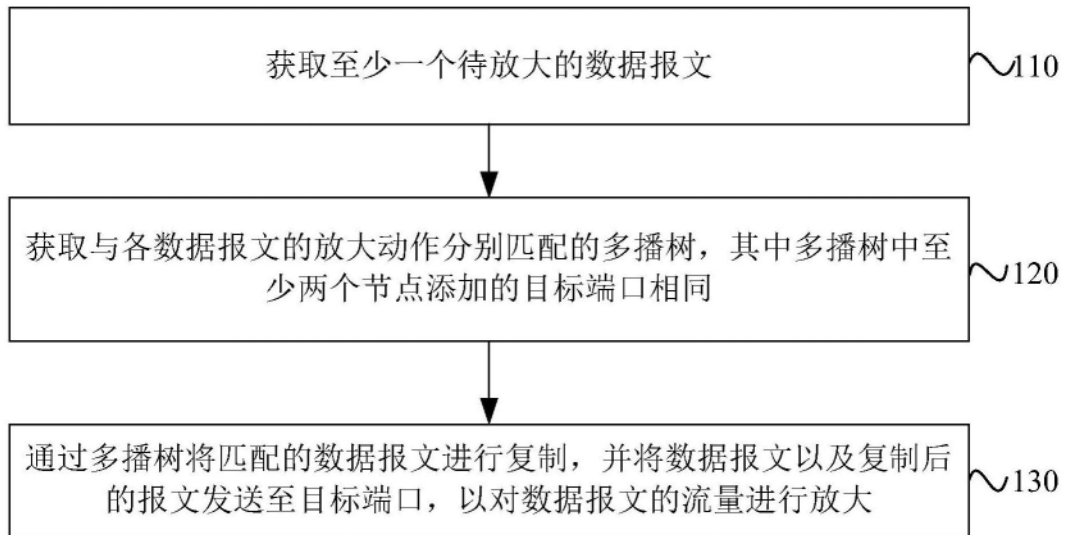 获取至少一个待放大的数据报文
110
获取与各数据报文的放大动作分别匹配的多播树，其中多播树中至
少两个节点添加的目标端口相同
120
通过多播树将匹配的数据报文进行复制，并将数据报文以及复制后
的报文发送至目标端口，以对数据报文的流量进行放大
130